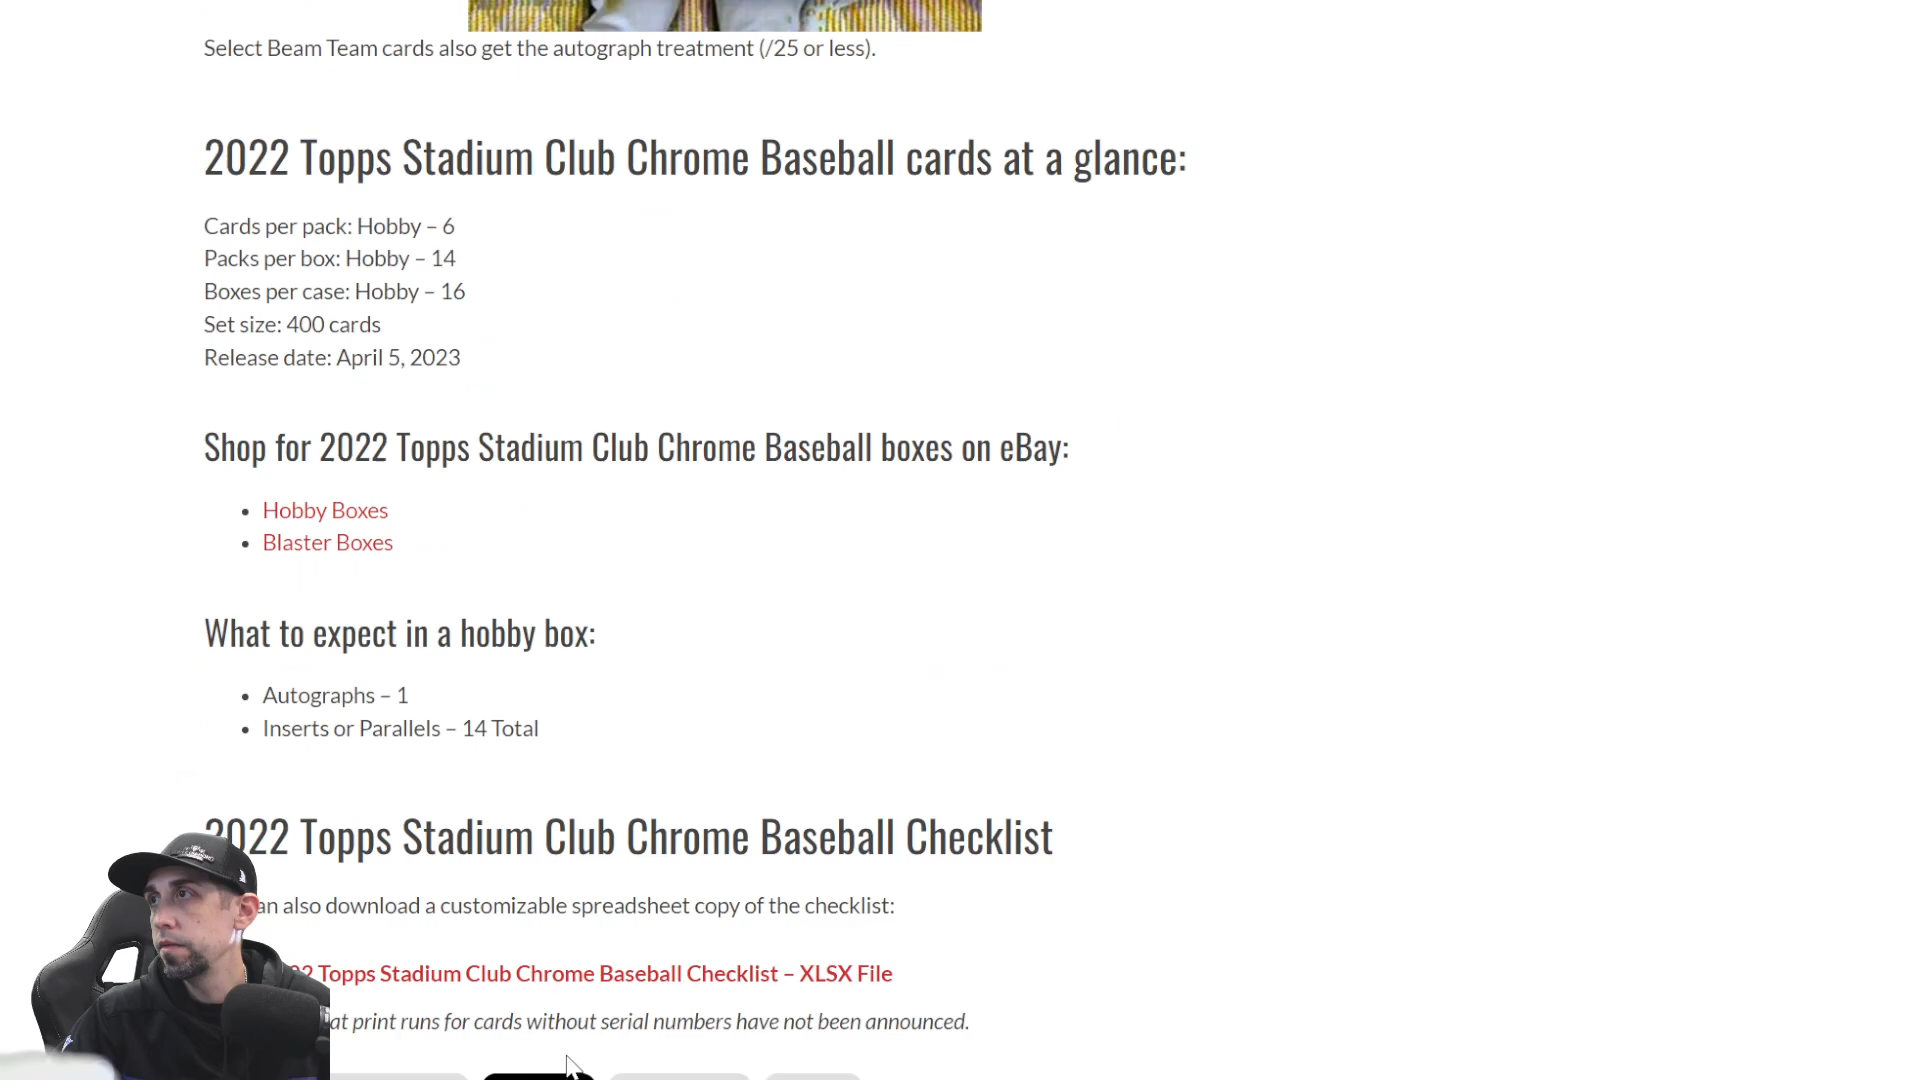 Select Beam Team cards also get the autograph treatment (/25 or less).
2022 Topps Stadium Club Chrome Baseball cards at a glance:
Cards per pack: Hobby – 6
Packs per box: Hobby – 14
Boxes per case: Hobby – 16
Set size: 400 cards
Release date: April 5, 2023
Shop for 2022 Topps Stadium Club Chrome Baseball boxes on eBay:
• Hobby Boxes
• Blaster Boxes
What to expect in a hobby box:
• Autographs – 1
• Inserts or Parallels – 14 Total
2022 Topps Stadium Club Chrome Baseball Checklist
also download a customizable spreadsheet copy of the checklist:
Topps Stadium Club Chrome Baseball Checklist – XLSX File
print runs for cards without serial numbers have not been announced.